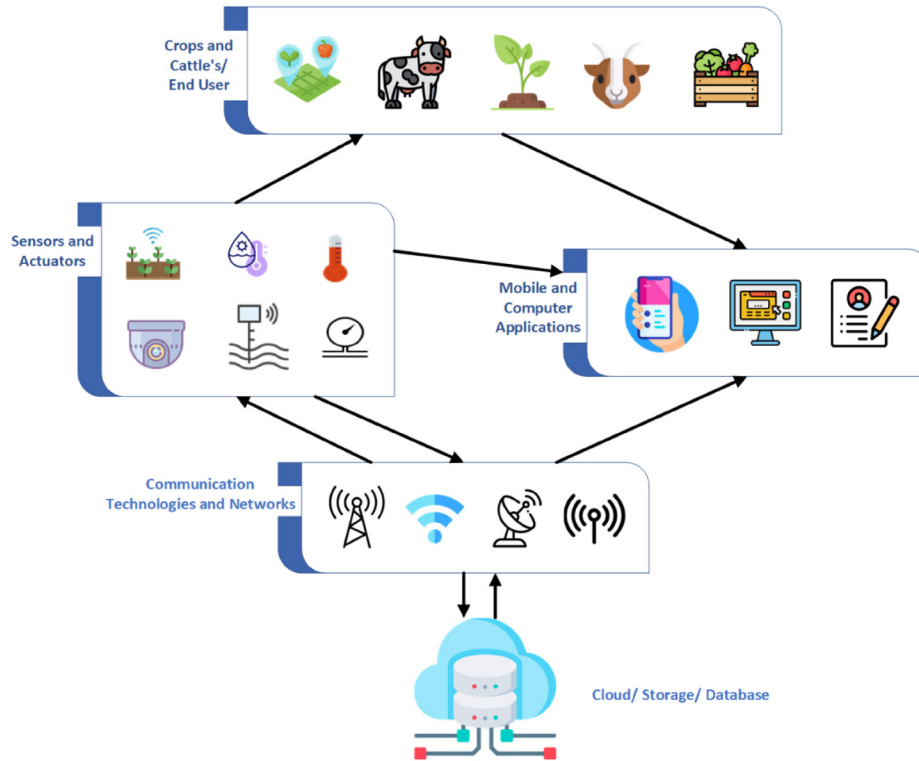 Crops and
Cattle's/
End User
Sensors and
Actuators
Mobile and
Computer
Applications
Communication
Technologies and Networks
Cloud/ Storage/ Database